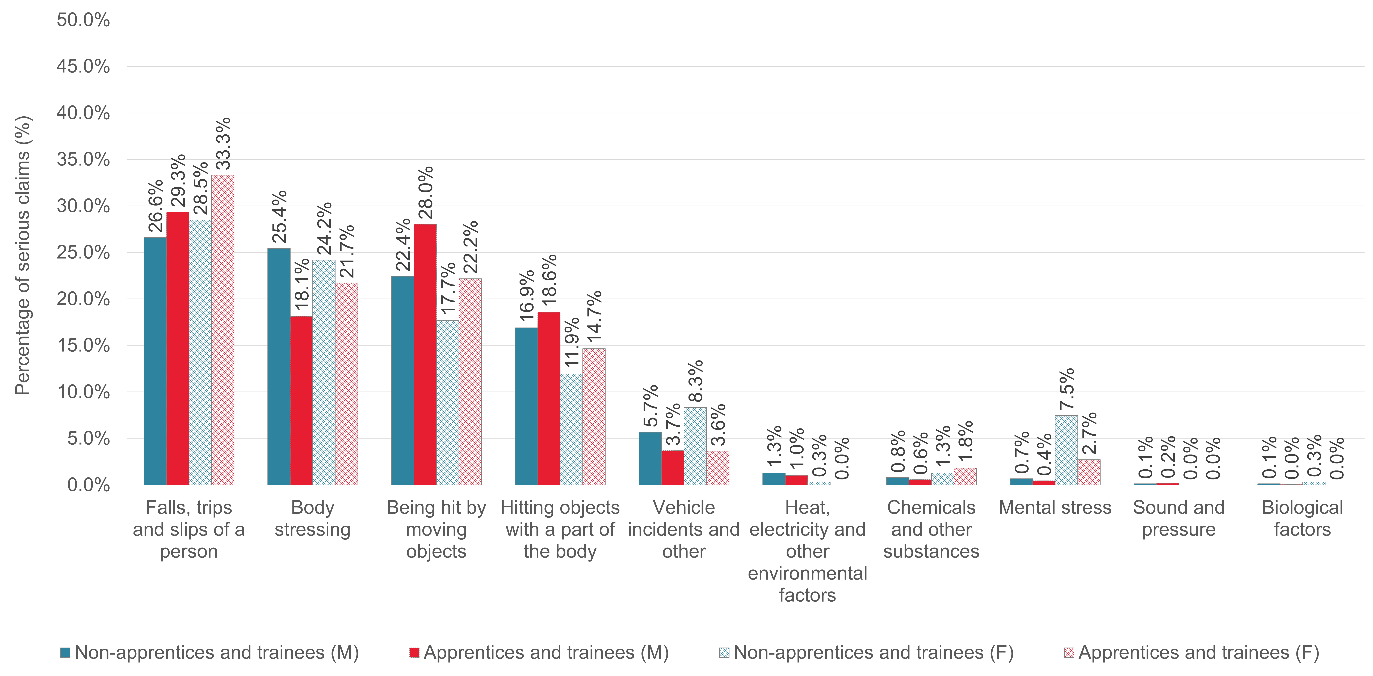 50.0%
45.0%
40.0%
35.0%
30.0%
25.0%
20.0%
15.0%
10.0%
5.0%
0.0%
Percentage of serious claims (%)
26.6%
29.3%
28.5%
33.3%
25.4%
18.1%
24.2%
21.7%
22.4%
28.0%
17.7%
22.2%
16.9%
18.6%
11.9%
14.7%
5.7%
3.7%
8.3%
3.6%
1.3%
1.0%
0.3%
0.0%
0.8%
0.6%
1.3%
1.8%
0.7%
0.4%
7.5%
2.7%
0.1%
0.2%
0.0%
0.0%
0.1%
0.0%
0.3%
0.0%
Falls, trips
and slips of a
person
Body
stressing
Being hit by
moving
objects
Hitting objects
with a part of
the body
Vehicle
incidents and
other
Heat,
electricity and
other
environmental
factors
Chemicals
and other
substances
Mental stress
Sound and
pressure
Biological
factors
Non-apprentices and trainees (M)
Apprentices and trainees (M)
Non-apprentices and trainees (F)
Apprentices and trainees (F)